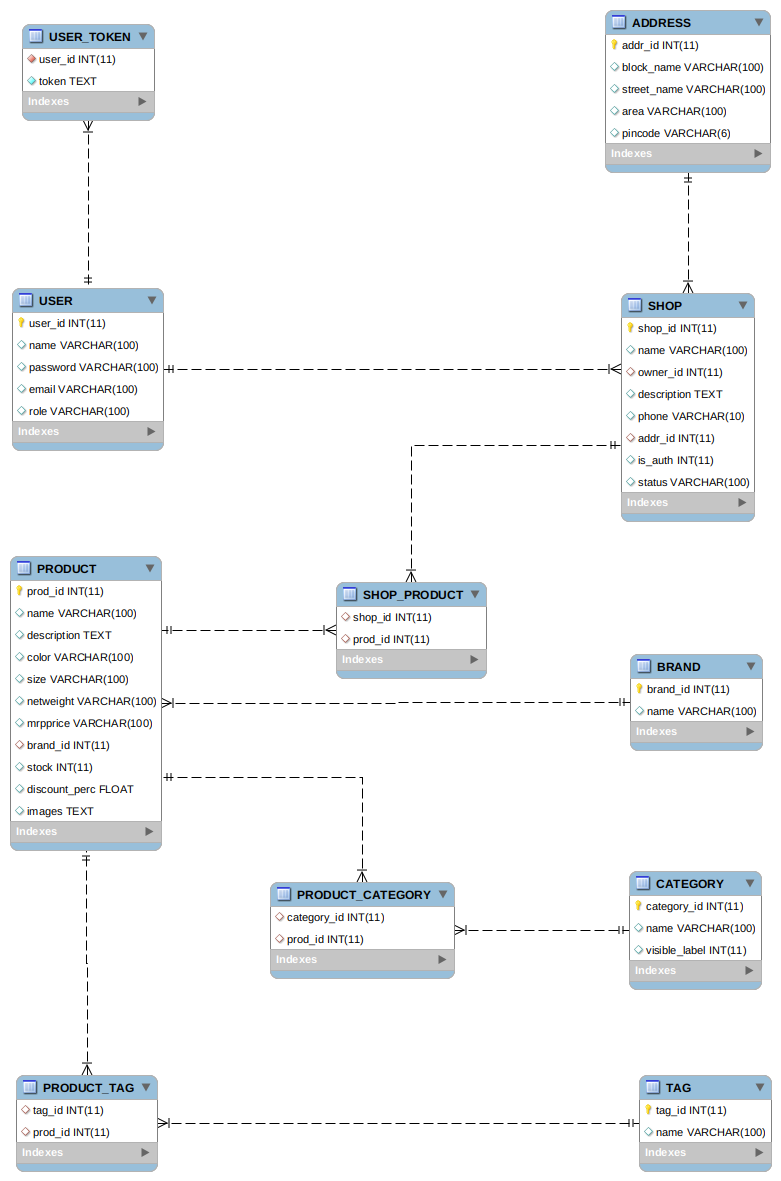 USER_TOKEN
user_id INT(11)
token TEXT
Indexes
ADDRESS
addr_id INT(11)
block_name VARCHAR(100)
street_name VARCHAR(100)
area VARCHAR(100)
pincode VARCHAR(6)
Indexes
USER
user_id INT(11)
name VARCHAR(100)
password VARCHAR(100)
email VARCHAR(100)
role VARCHAR(100)
Indexes
SHOP
shop_id INT(11)
name VARCHAR(100)
owner_id INT(11)
description TEXT
phone VARCHAR(10)
addr_id INT(11)
is_auth INT(11)
status VARCHAR(100)
Indexes
PRODUCT
prod_id INT(11)
name VARCHAR(100)
description TEXT
color VARCHAR(100)
size VARCHAR(100)
netweight VARCHAR(100)
mrpprice VARCHAR(100)
brand_id INT(11)
stock INT(11)
discount_perc FLOAT
images TEXT
Indexes
SHOP_PRODUCT
shop_id INT(11)
prod_id INT(11)
Indexes
BRAND
brand_id INT(11)
name VARCHAR(100)
Indexes
PRODUCT_CATEGORY
category_id INT(11)
prod_id INT(11)
Indexes
CATEGORY
category_id INT(11)
name VARCHAR(100)
visible_label INT(11)
Indexes
PRODUCT_TAG
tag_id INT(11)
prod_id INT(11)
Indexes
TAG
tag_id INT(11)
name VARCHAR(100)
Indexes